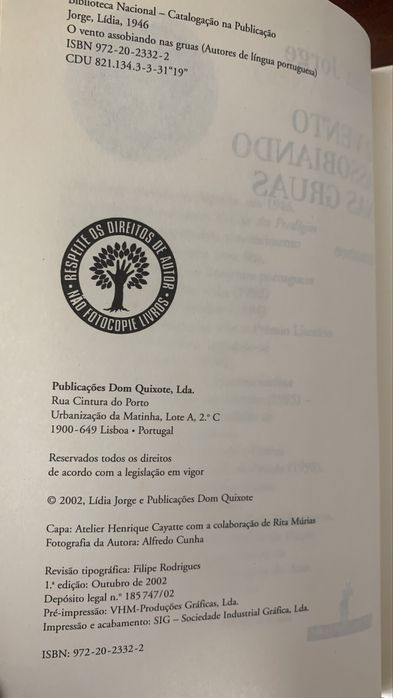 Biblioteca Nacional – Catalogação na Publicação
Jorge, Lídia, 1946
O vento assobiando nas gruas (Autores de língua portuguesa)
ISBN 972-20-2332-2
CDU 821.134.3-3-31"19"
RESPEITE OS DIREITOS DE AUTOR
• NÃO FOTOCOPIE LIVROS •
Publicações Dom Quixote, Lda.
Rua Cintura do Porto
Urbanização da Matinha, Lote A, 2.º C
1900-649 Lisboa • Portugal
Reservados todos os direitos
de acordo com a legislação em vigor
© 2002, Lídia Jorge e Publicações Dom Quixote
Capa: Atelier Henrique Cayatte com a colaboração de Rita Múrias
Fotografia da Autora: Alfredo Cunha
Revisão tipográfica: Filipe Rodrigues
1.ª edição: Outubro de 2002
Depósito legal n.º 185 747/02
Pré-impressão: VHM-Produções Gráficas, Lda.
Impressão e acabamento: SIG – Sociedade Industrial Gráfica, Lda.
ISBN: 972-20-2332-2